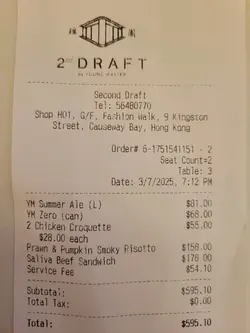 2ND DRAFT
by YOUNG MASTER
Second Draft
Tel: 56480770
Shop H01, G/F, Fashion Walk, 9 Kingston
Street, Causeway Bay, Hong Kong
Order# 6-1751541151 - 2
Seat Count=2
Table: 3
Date: 3/7/2025, 7:12 PM
YM Summer Ale (L) $81.00
YM Zero (can) $68.00
2 Chicken Croquette $55.00
$28.00 each
Prawn & Pumpkin Smoky Risotto $158.00
Saliva Beef Sandwich $178.00
Service Fee $54.10
Subtotal: $595.10
Total Tax: $0.00
Total: $595.10